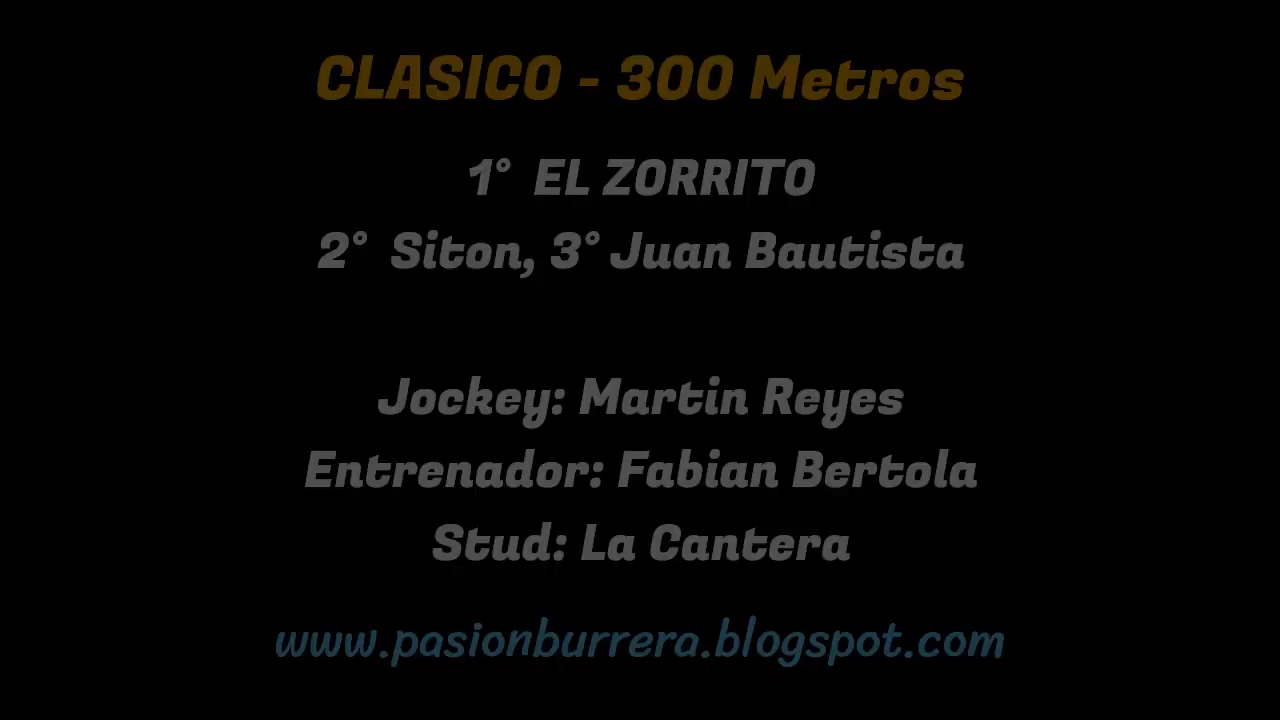 CLASICO - 300 Metros
1° EL ZORRITO
2° Siton, 3° Juan Bautista
Jockey: Martin Reyes
Entrenador: Fabian Bertola
Stud: La Cantera
www.pasionburrera.blogspot.com